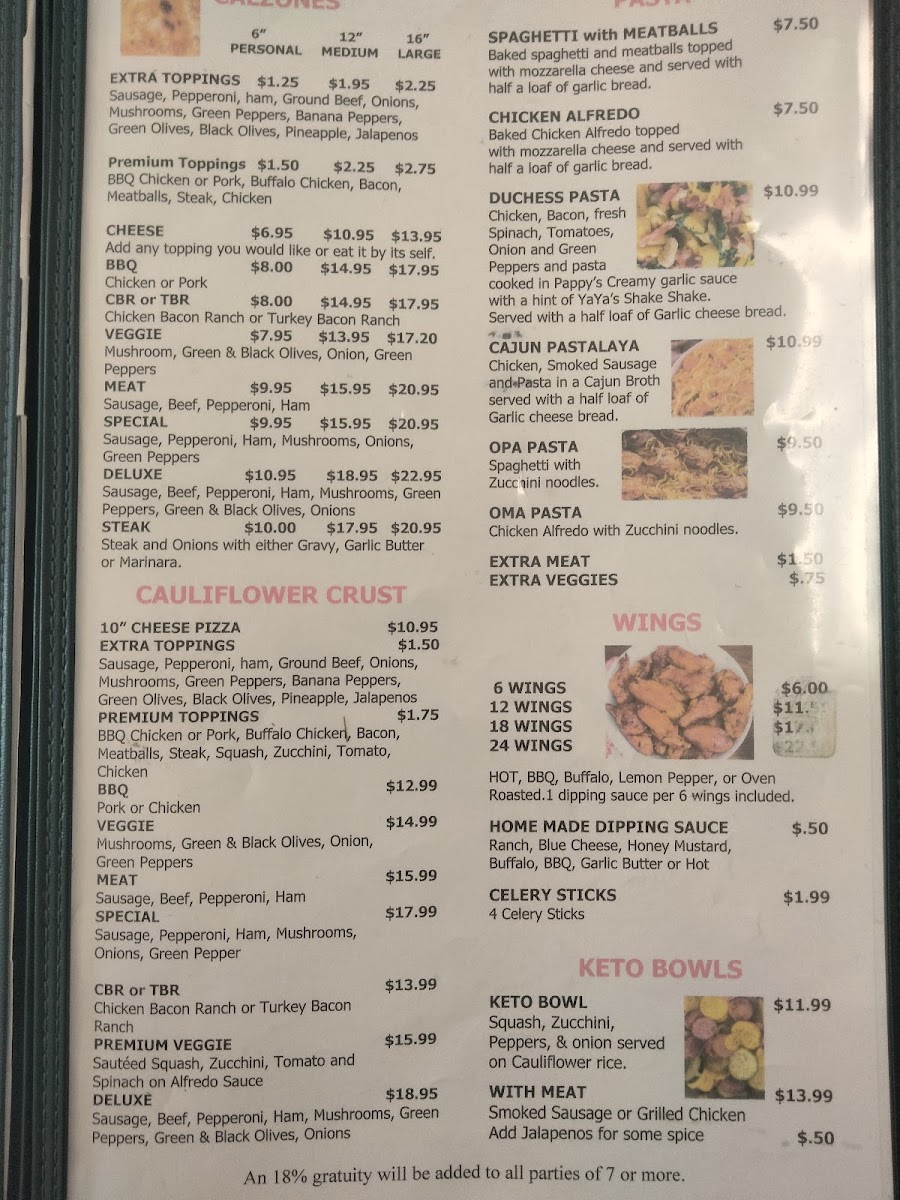 CALZONES
6” 12” 16”
PERSONAL MEDIUM LARGE
EXTRA TOPPINGS $1.25 $1.95 $2.25
Sausage, Pepperoni, ham, Ground Beef, Onions,
Mushrooms, Green Peppers, Banana Peppers,
Green Olives, Black Olives, Pineapple, Jalapenos
Premium Toppings $1.50 $2.25 $2.75
BBQ Chicken or Pork, Buffalo Chicken, Bacon,
Meatballs, Steak, Chicken
CHEESE $6.95 $10.95 $13.95
Add any topping you would like or eat it by its self.
BBQ $8.00 $14.95 $17.95
Chicken or Pork
CBR or TBR $8.00 $14.95 $17.95
Chicken Bacon Ranch or Turkey Bacon Ranch
VEGGIE $7.95 $13.95 $17.20
Mushroom, Green & Black Olives, Onion, Green
Peppers
MEAT $9.95 $15.95 $20.95
Sausage, Beef, Pepperoni, Ham
SPECIAL $9.95 $15.95 $20.95
Sausage, Pepperoni, Ham, Mushrooms, Onions,
Green Peppers
DELUXE $10.95 $18.95 $22.95
Sausage, Beef, Pepperoni, Ham, Mushrooms, Green
Peppers, Green & Black Olives, Onions
STEAK $10.00 $17.95 $20.95
Steak and Onions with either Gravy, Garlic Butter
or Marinara.
CAULIFLOWER CRUST
10” CHEESE PIZZA $10.95
EXTRA TOPPINGS $1.50
Sausage, Pepperoni, ham, Ground Beef, Onions,
Mushrooms, Green Peppers, Banana Peppers,
Green Olives, Black Olives, Pineapple, Jalapenos
PREMIUM TOPPINGS $1.75
BBQ Chicken or Pork, Buffalo Chicken, Bacon,
Meatballs, Steak, Squash, Zucchini, Tomato,
Chicken
BBQ $12.99
Pork or Chicken
VEGGIE $14.99
Mushrooms, Green & Black Olives, Onion,
Green Peppers
MEAT $15.99
Sausage, Beef, Pepperoni, Ham
SPECIAL $17.99
Sausage, Pepperoni, Ham, Mushrooms,
Onions, Green Pepper
CBR or TBR $13.99
Chicken Bacon Ranch or Turkey Bacon
Ranch
PREMIUM VEGGIE $15.99
Sautéed Squash, Zucchini, Tomato and
Spinach on Alfredo Sauce
DELUXE $18.95
Sausage, Beef, Pepperoni, Ham, Mushrooms, Green
Peppers, Green & Black Olives, Onions
PASTA
SPAGHETTI with MEATBALLS $7.50
Baked spaghetti and meatballs topped
with mozzarella cheese and served with
half a loaf of garlic bread.
CHICKEN ALFREDO $7.50
Baked Chicken Alfredo topped
with mozzarella cheese and served with
half a loaf of garlic bread.
DUCHESS PASTA $10.99
Chicken, Bacon, fresh
Spinach, Tomatoes,
Onion and Green
Peppers and pasta
cooked in Pappy's Creamy garlic sauce
with a hint of YaYa's Shake Shake.
Served with a half loaf of Garlic cheese bread.
CAJUN PASTALAYA $10.99
Chicken, Smoked Sausage
and Pasta in a Cajun Broth
served with a half loaf of
Garlic cheese bread.
OPA PASTA $9.50
Spaghetti with
Zucchini noodles.
OMA PASTA $9.50
Chicken Alfredo with Zucchini noodles.
EXTRA MEAT $1.50
EXTRA VEGGIES $.75
WINGS
6 WINGS $6.00
12 WINGS
18 WINGS
24 WINGS
HOT, BBQ, Buffalo, Lemon Pepper, or Oven
Roasted.1 dipping sauce per 6 wings included.
HOME MADE DIPPING SAUCE $.50
Ranch, Blue Cheese, Honey Mustard,
Buffalo, BBQ, Garlic Butter or Hot
CELERY STICKS $1.99
4 Celery Sticks
KETO BOWLS
KETO BOWL $11.99
Squash, Zucchini,
Peppers, & onion served
on Cauliflower rice.
WITH MEAT $13.99
Smoked Sausage or Grilled Chicken
Add Jalapenos for some spice $.50
An 18% gratuity will be added to all parties of 7 or more.